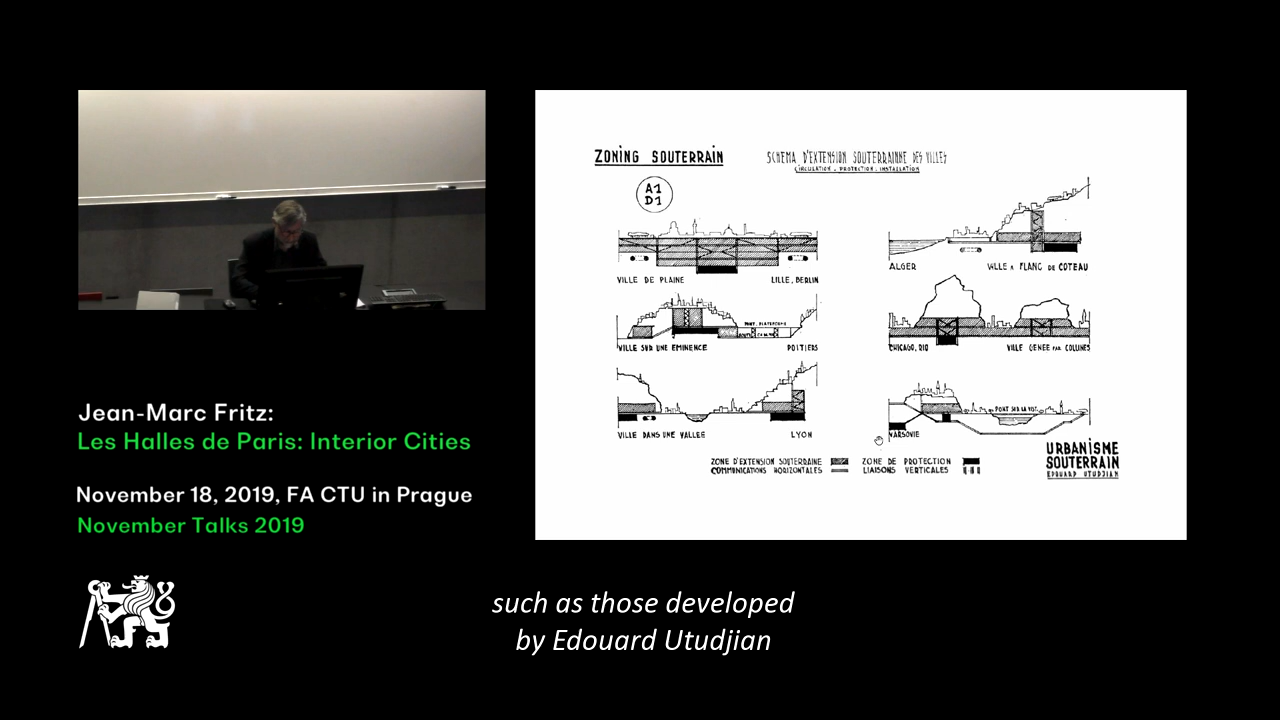 ZONING SOUTERRAIN
SCHEMA D'EXTENSION SOUTERRAINNE DES VILLES
CIRCULATION . PROTECTION . INSTALLATION
A1
D1
VILLE DE PLAINE
LILLE, BERLIN
ALGER
VILLE A FLANC DE COTEAU
PONT, PLATEFORME
VILLE SUR UNE EMINENCE
POITIERS
CHICAGO, RIO
VILLE GENEE PAR COLLINES
VILLE DANS UNE VALLEE
LYON
PONT SUR LA
VARSOVIE
ZONE D'EXTENSION SOUTERRAINE
ZONE DE PROTECTION
COMMUNICATIONS HORIZONTALES
LIAISONS VERTICALES
URBANISME
SOUTERRAIN
EDOUARD UTUDJIAN
Jean-Marc Fritz:
Les Halles de Paris: Interior Cities
November 18, 2019, FA CTU in Prague
November Talks 2019
such as those developed
by Edouard Utudjian